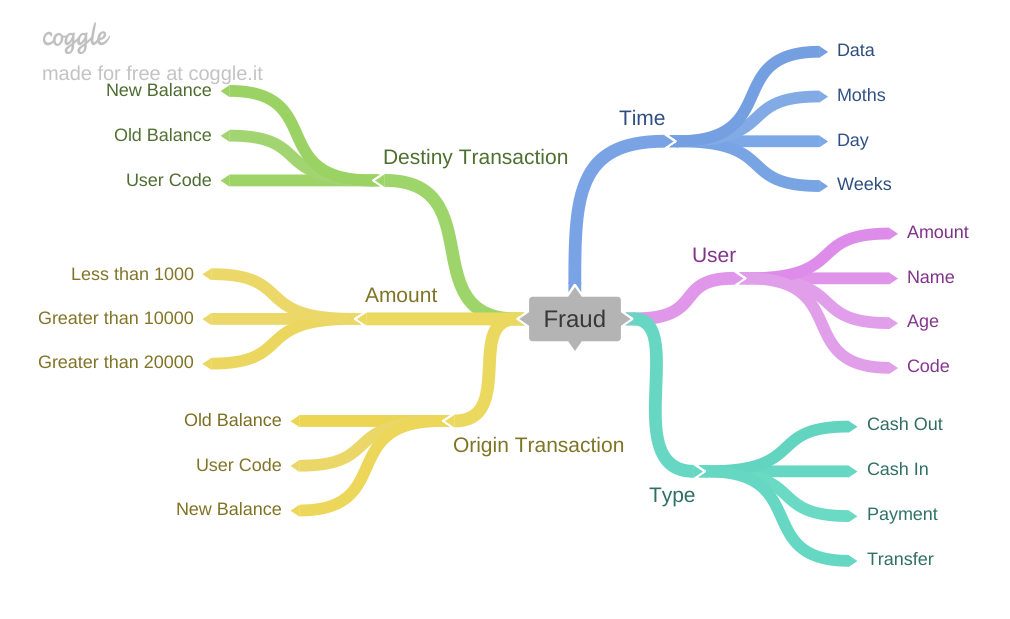 coggle
made for free at coggle.it
New Balance
Old Balance
User Code
Destiny Transaction
Less than 1000
Greater than 10000
Greater than 20000
Amount
Old Balance
User Code
New Balance
Origin Transaction
Fraud
Time
Data
Moths
Day
Weeks
User
Amount
Name
Age
Code
Type
Cash Out
Cash In
Payment
Transfer